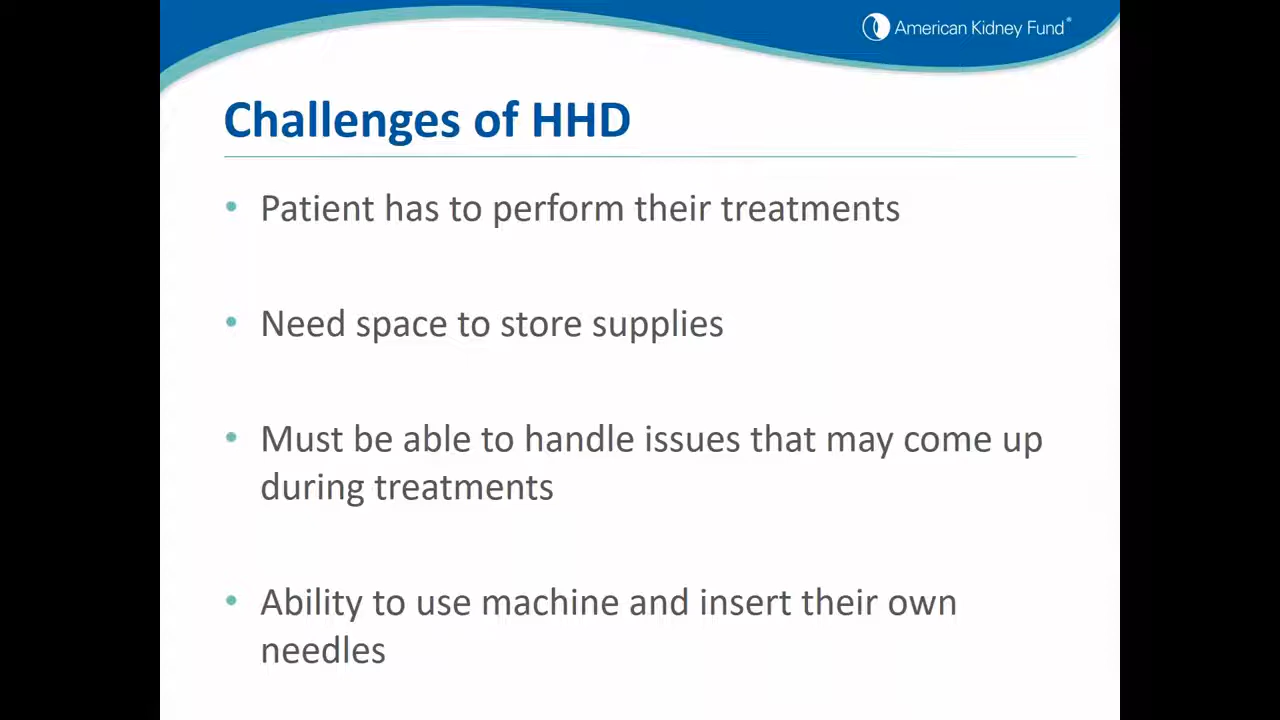 American Kidney Fund®
Challenges of HHD
• Patient has to perform their treatments
• Need space to store supplies
• Must be able to handle issues that may come up
during treatments
• Ability to use machine and insert their own
needles